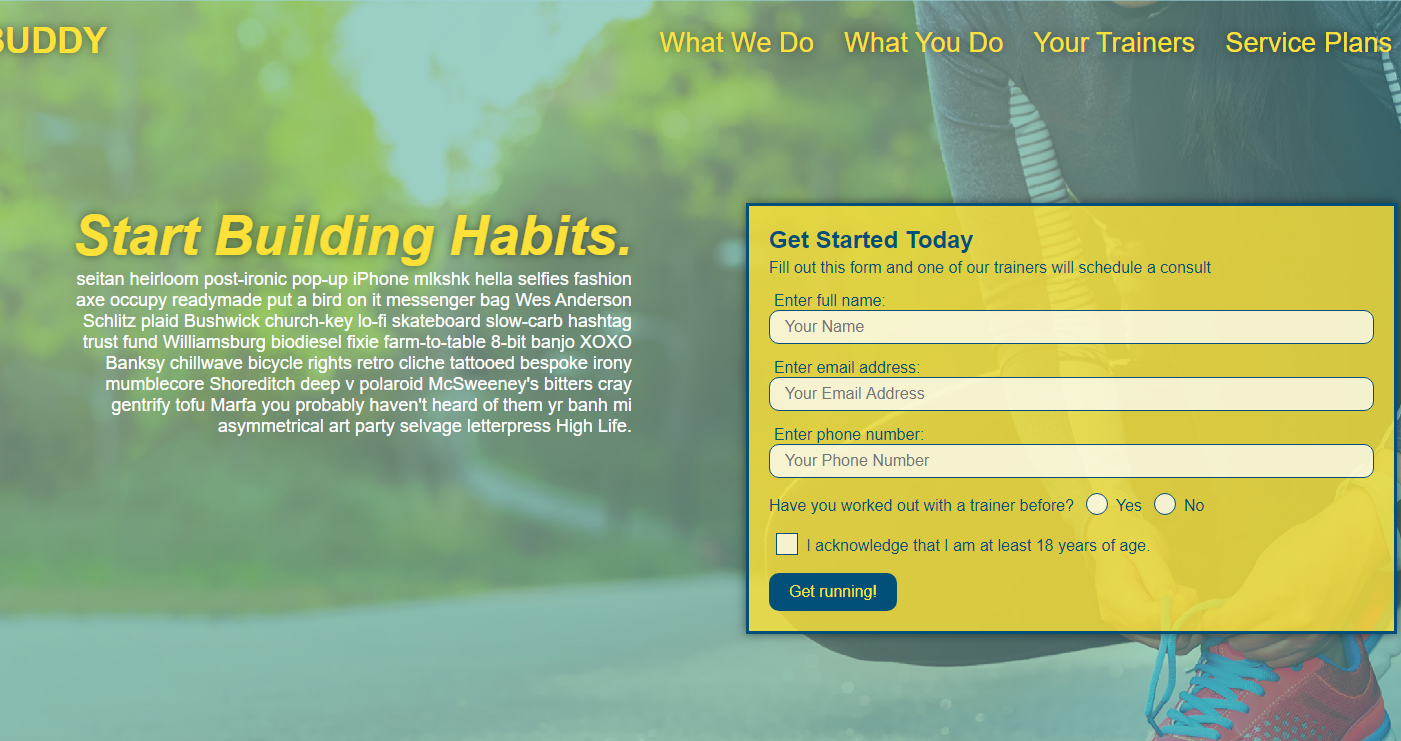 BUDDY
What We Do What You Do Your Trainers Service Plans
Start Building Habits.
seitan heirloom post-ironic pop-up iPhone mlkshk hella selfies fashion
axe occupy readymade put a bird on it messenger bag Wes Anderson
Schlitz plaid Bushwick church-key lo-fi skateboard slow-carb hashtag
trust fund Williamsburg biodiesel fixie farm-to-table 8-bit banjo XOXO
Banksy chillwave bicycle rights retro cliche tattooed bespoke irony
mumblecore Shoreditch deep v polaroid McSweeney's bitters cray
gentrify tofu Marfa you probably haven't heard of them yr banh mi
asymmetrical art party selvage letterpress High Life.
Get Started Today
Fill out this form and one of our trainers will schedule a consult
Enter full name:
Your Name
Enter email address:
Your Email Address
Enter phone number:
Your Phone Number
Have you worked out with a trainer before? Yes No
I acknowledge that I am at least 18 years of age.
Get running!